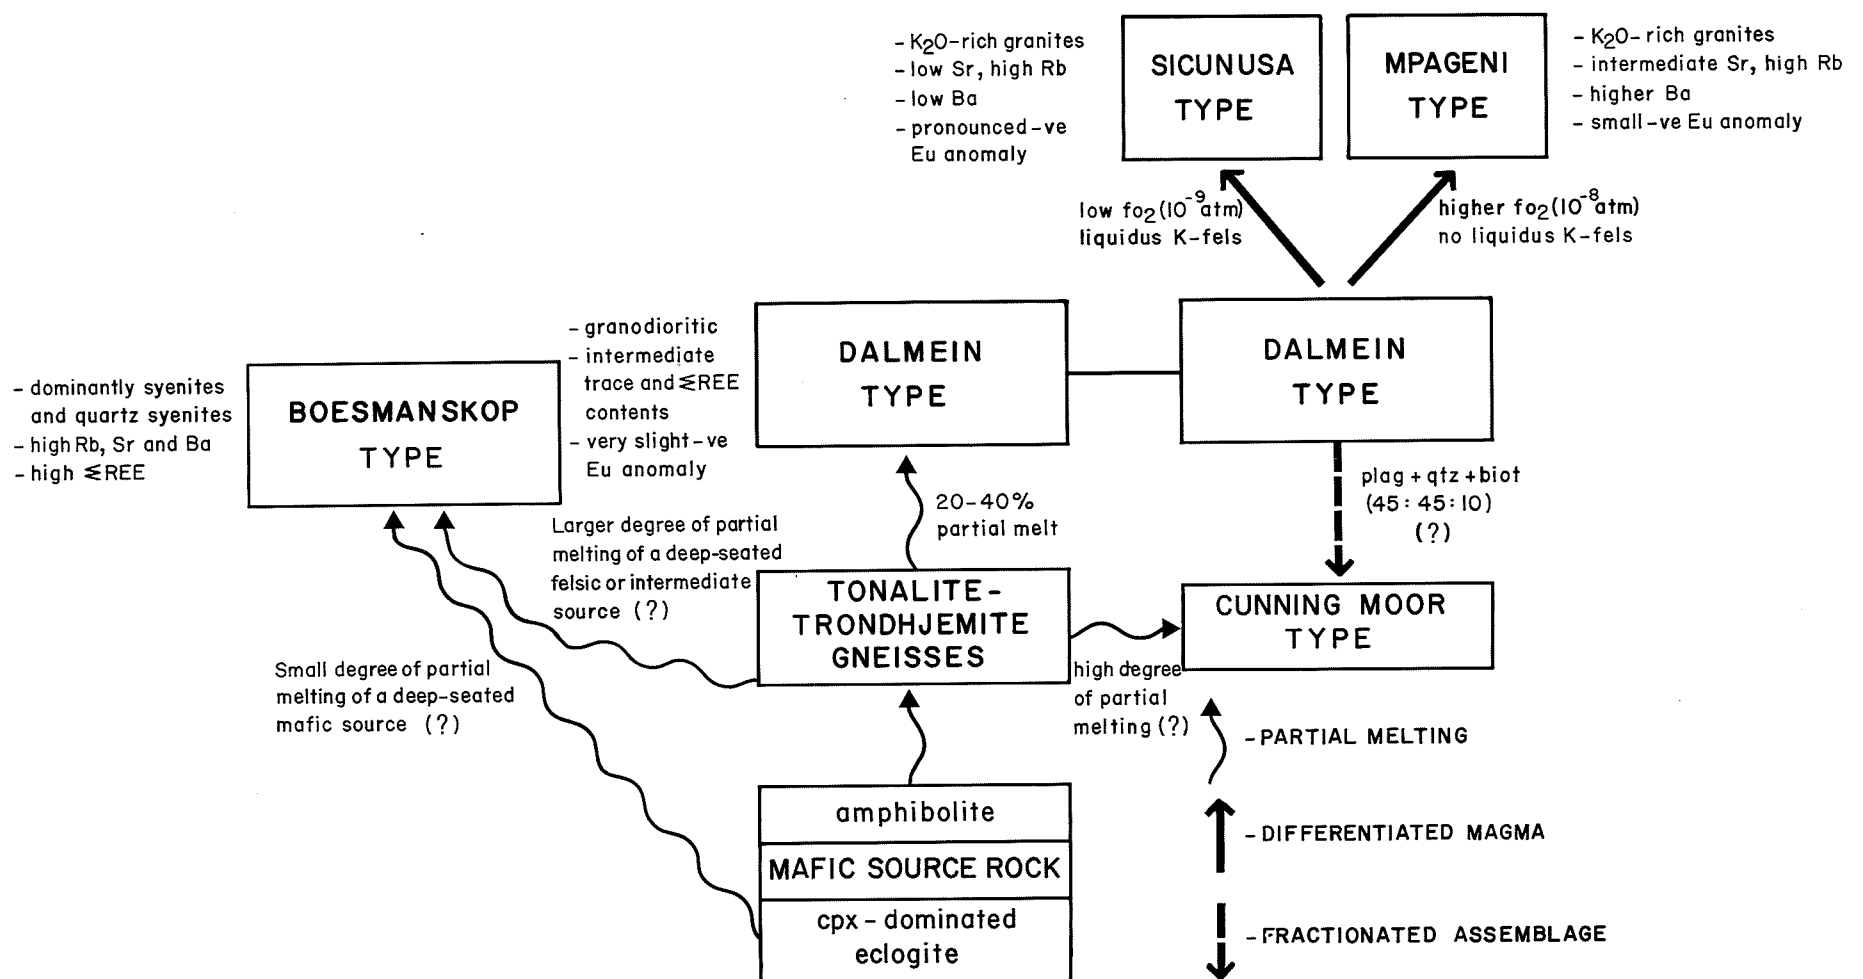 - K2O-rich granites
- low Sr, high Rb
- low Ba
- pronounced -ve
Eu anomaly
SICUNUSA
TYPE
MPAGENI
TYPE
- K2O-rich granites
- intermediate Sr, high Rb
- higher Ba
- small -ve Eu anomaly
low fo2 (10⁻⁹atm)
liquidus K-fels
higher fo2 (10⁻⁸atm)
no liquidus K-fels
- dominantly syenites
and quartz syenites
- high Rb, Sr and Ba
- high ≤REE
BOESMANSKOP
TYPE
- granodioritic
- intermediate
trace and ≤REE
contents
- very slight -ve
Eu anomaly
DALMEIN
TYPE
DALMEIN
TYPE
20-40%
partial melt
plag + qtz + biot
(45:45:10)
(?)
Larger degree of partial
melting of a deep-seated
felsic or intermediate
source (?)
TONALITE-
TRONDHJEMITE
GNEISSES
CUNNING MOOR
TYPE
Small degree of partial
melting of a deep-seated
mafic source (?)
high degree
of partial
melting (?)
amphibolite
MAFIC SOURCE ROCK
cpx - dominated
eclogite
- PARTIAL MELTING
- DIFFERENTIATED MAGMA
- FRACTIONATED ASSEMBLAGE